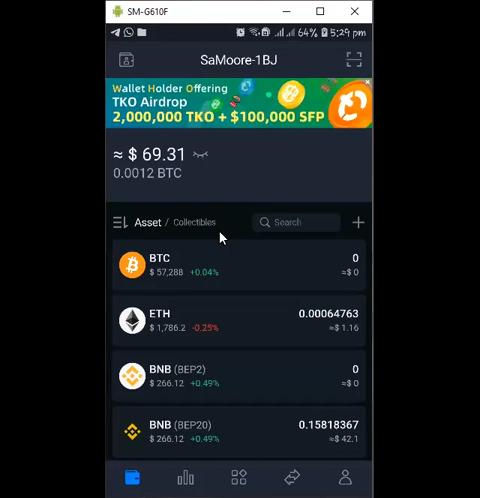 SM-G610F
64% 5:29 pm
SaMoore-1BJ
Wallet Holder Offering
TKO Airdrop
2,000,000 TKO + $100,000 SFP
≈ $ 69.31
0.0012 BTC
Asset / Collectibles
Search
BTC 0
$ 57,288 +0.04% ≈$ 0
ETH 0.00064763
$ 1,786.2 -0.25% ≈$ 1.16
BNB (BEP2) 0
$ 266.12 +0.49% ≈$ 0
BNB (BEP20) 0.15818367
$ 266.12 +0.49% ≈$ 42.1